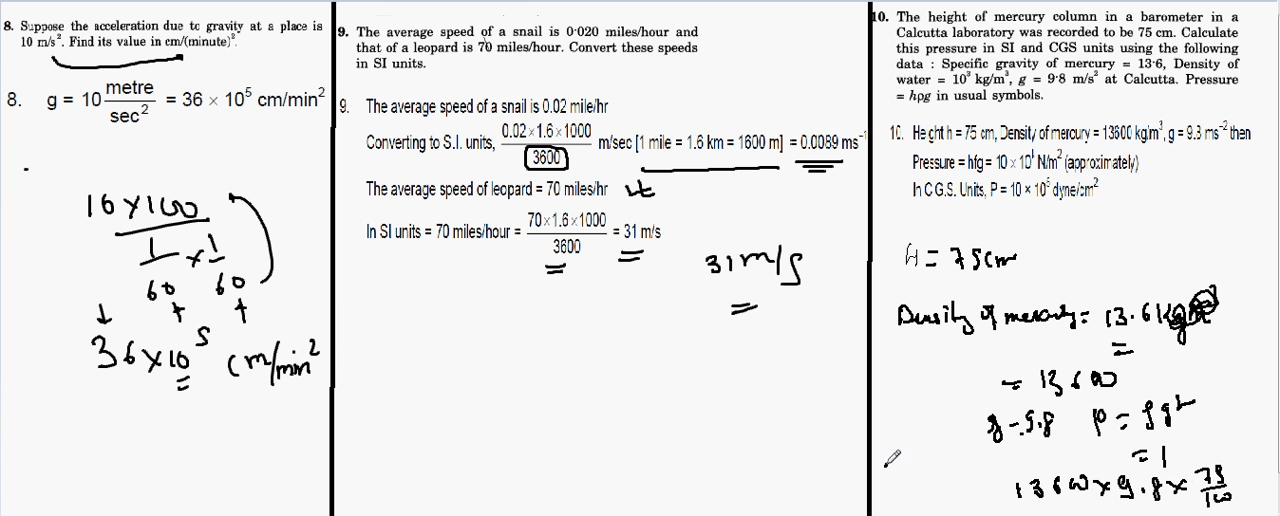 8. Suppose the acceleration due to gravity at a place is
10 m/s². Find its value in cm/(minute)².
8. g = 10 metre/sec² = 36 × 10⁵ cm/min²
10 × 100
1/60 × 1/60
36 × 10⁵ cm/min²
9. The average speed of a snail is 0·020 miles/hour and
that of a leopard is 70 miles/hour. Convert these speeds
in SI units.
9. The average speed of a snail is 0.02 mile/hr
Converting to S.I. units, 0.02×1.6×1000/3600 m/sec [1 mile = 1.6 km = 1600 m] = 0.0089 ms⁻¹
The average speed of leopard = 70 miles/hr
In SI units = 70 miles/hour = 70×1.6×1000/3600 = 31 m/s
31 m/s
10. The height of mercury column in a barometer in a
Calcutta laboratory was recorded to be 75 cm. Calculate
this pressure in SI and CGS units using the following
data : Specific gravity of mercury = 13·6, Density of
water = 10³ kg/m³, g = 9·8 m/s² at Calcutta. Pressure
= hρg in usual symbols.
10. Height h = 75 cm, Density of mercury = 13600 kg/m³, g = 9.8 ms⁻² then
Pressure = hfg = 10 × 10⁴ N/m² (approximately)
In C.G.S. Units, P = 10 × 10⁵ dyne/cm²
H = 75cm
Density of mercury = 13.6 kg
= 13600
g = 9.8 P = ρgh
= 1
13600 × 9.8 × 75/100